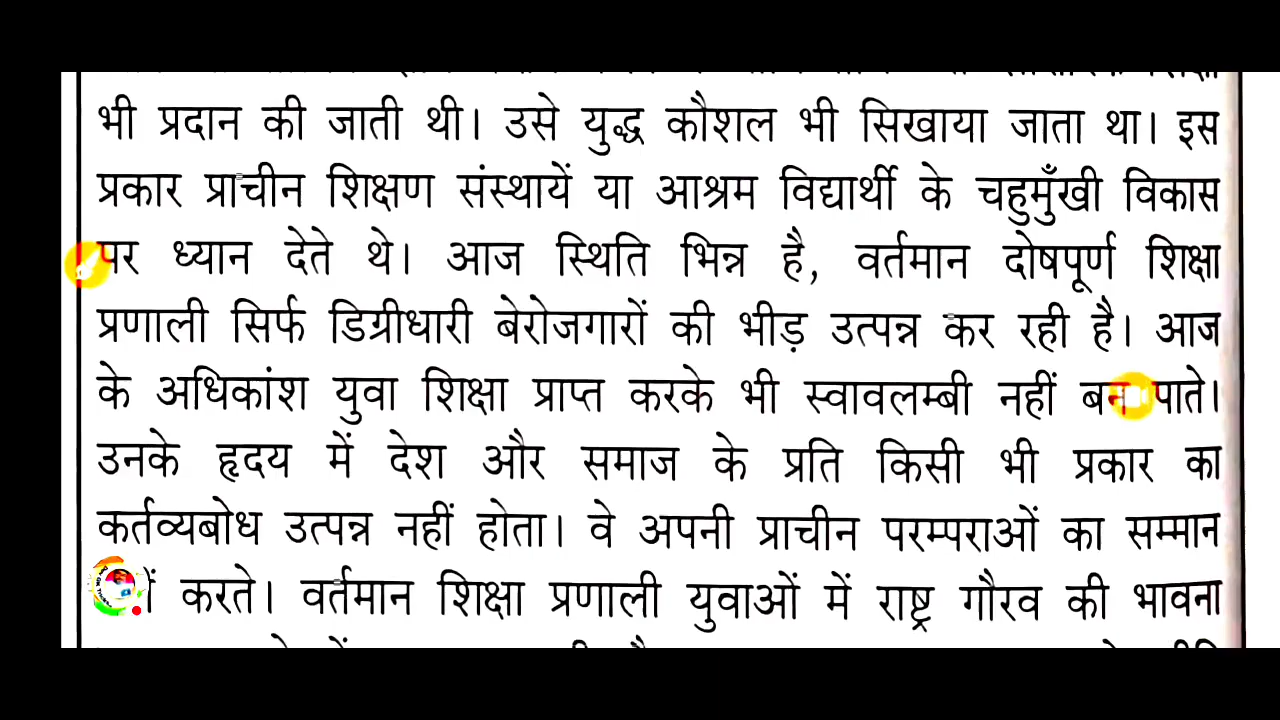 भी प्रदान की जाती थी। उसे युद्ध कौशल भी सिखाया जाता था। इस
प्रकार प्राचीन शिक्षण संस्थायें या आश्रम विद्यार्थी के चहुमुँखी विकास
पर ध्यान देते थे। आज स्थिति भिन्न है, वर्तमान दोषपूर्ण शिक्षा
प्रणाली सिर्फ डिग्रीधारी बेरोजगारों की भीड़ उत्पन्न कर रही है। आज
के अधिकांश युवा शिक्षा प्राप्त करके भी स्वावलम्बी नहीं बन पाते।
उनके हृदय में देश और समाज के प्रति किसी भी प्रकार का
कर्तव्यबोध उत्पन्न नहीं होता। वे अपनी प्राचीन परम्पराओं का सम्मान
करते। वर्तमान शिक्षा प्रणाली युवाओं में राष्ट्र गौरव की भावना